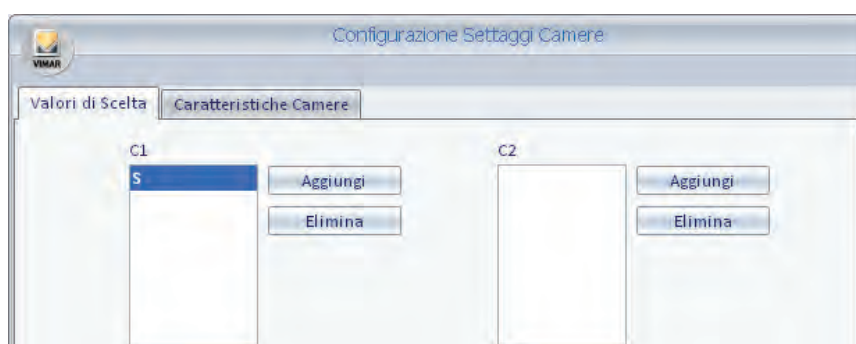 Configurazione Settaggi Camere
VIMAR
Valori di Scelta Caratteristiche Camere
C1 C2
S Aggiungi Aggiungi
Elimina Elimina